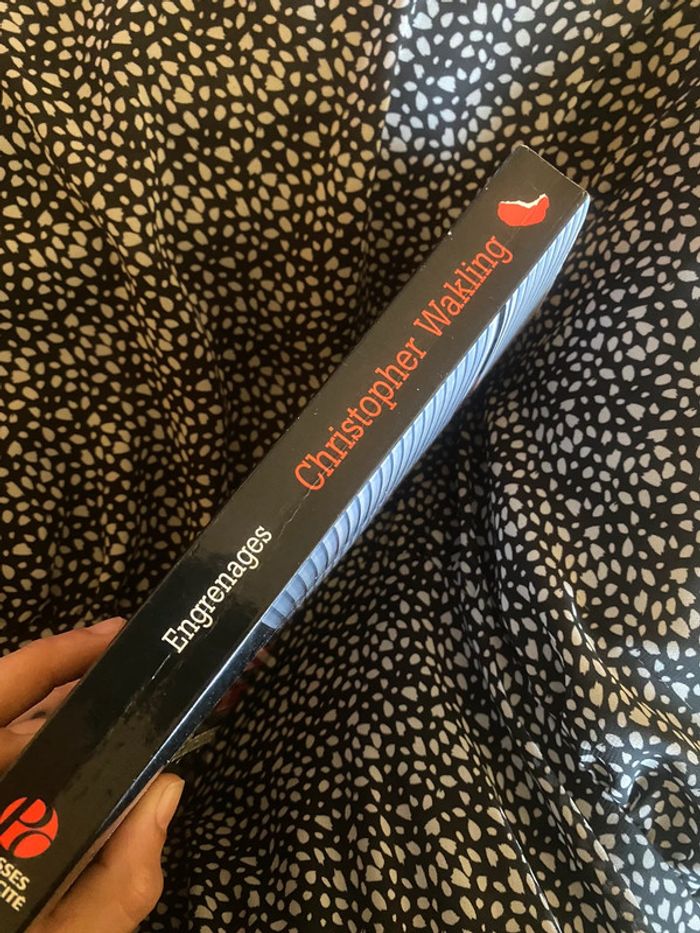 Christopher Wakling
Engrenages